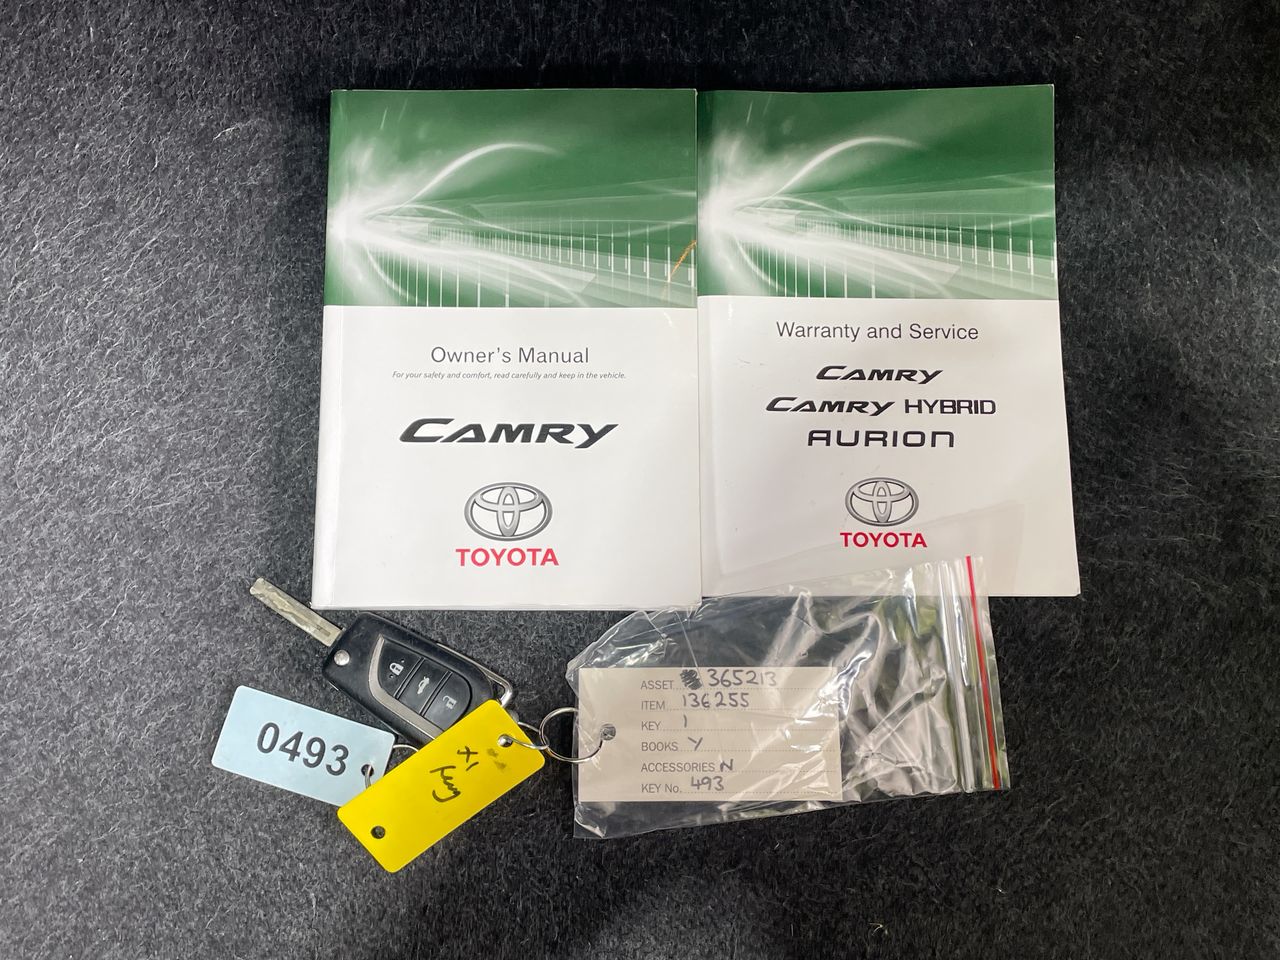 Owner's Manual
For your safety and comfort, read carefully and keep in the vehicle.
CAMRY
TOYOTA
Warranty and Service
CAMRY
CAMRY HYBRID
AURION
TOYOTA
0493
X1
Key
ASSET 365213
ITEM 136255
KEY 1
BOOKS Y
ACCESSORIES N
KEY No. 493